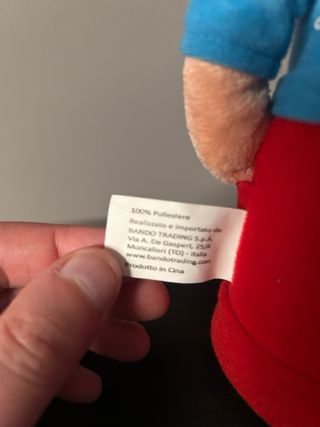 100% Poliestere
Realizzato e importato da
BANDO TRADING S.p.A.
Via A. De Gasperi, 25/A
Moncalieri (TO) - Italia
www.bandotrading.com
Prodotto in Cina